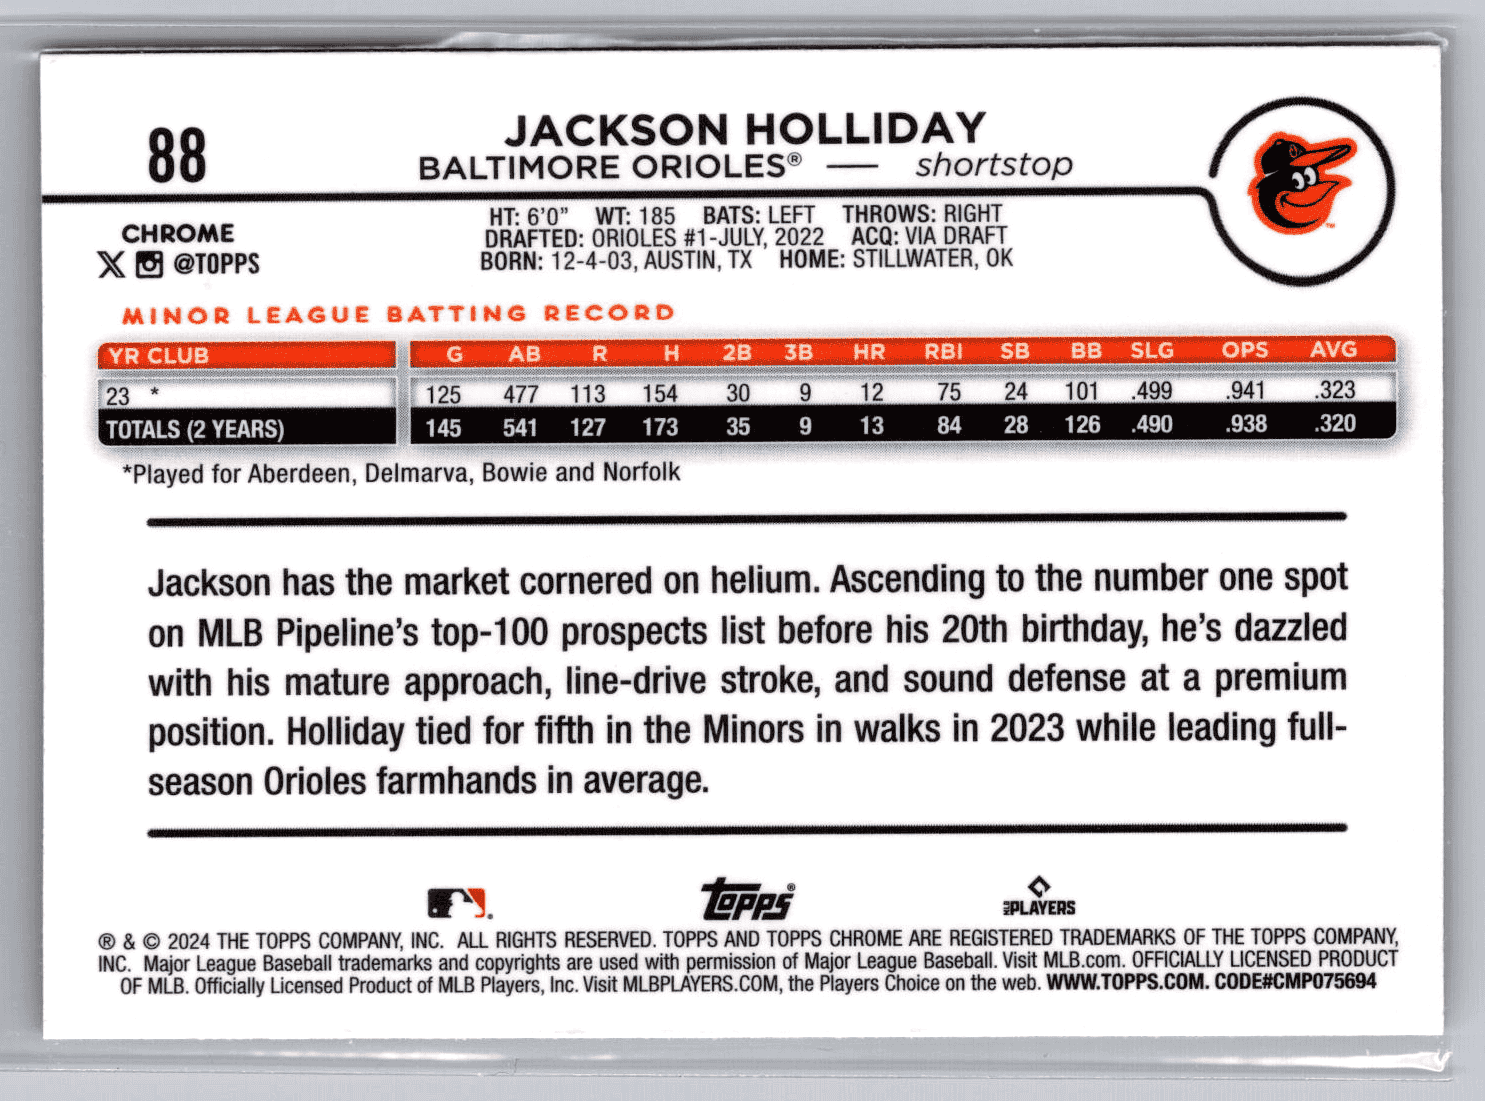 88
JACKSON HOLLIDAY
BALTIMORE ORIOLES® — shortstop
CHROME
@TOPPS
HT: 6'0" WT: 185 BATS: LEFT THROWS: RIGHT
DRAFTED: ORIOLES #1-JULY, 2022 ACQ: VIA DRAFT
BORN: 12-4-03, AUSTIN, TX HOME: STILLWATER, OK
MINOR LEAGUE BATTING RECORD
YR CLUB G AB R H 2B 3B HR RBI SB BB SLG OPS AVG
23 * 125 477 113 154 30 9 12 75 24 101 .499 .941 .323
TOTALS (2 YEARS) 145 541 127 173 35 9 13 84 28 126 .490 .938 .320
*Played for Aberdeen, Delmarva, Bowie and Norfolk
Jackson has the market cornered on helium. Ascending to the number one spot
on MLB Pipeline's top-100 prospects list before his 20th birthday, he's dazzled
with his mature approach, line-drive stroke, and sound defense at a premium
position. Holliday tied for fifth in the Minors in walks in 2023 while leading full-
season Orioles farmhands in average.
Topps®
MLB PLAYERS
® & © 2024 THE TOPPS COMPANY, INC. ALL RIGHTS RESERVED. TOPPS AND TOPPS CHROME ARE REGISTERED TRADEMARKS OF THE TOPPS COMPANY,
INC. Major League Baseball trademarks and copyrights are used with permission of Major League Baseball. Visit MLB.com. OFFICIALLY LICENSED PRODUCT
OF MLB. Officially Licensed Product of MLB Players, Inc. Visit MLBPLAYERS.COM, the Players Choice on the web. WWW.TOPPS.COM. CODE#CMP075694